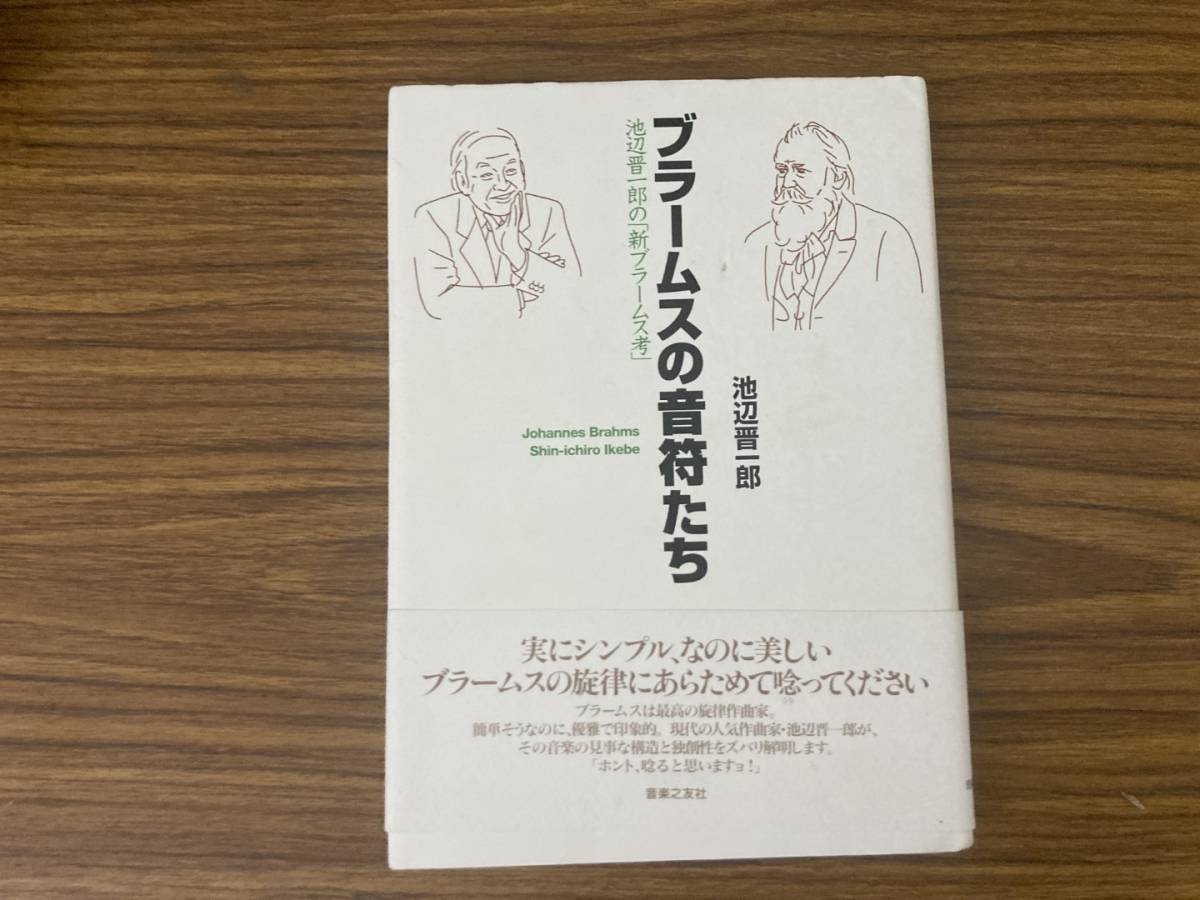 ブラームスの音符たち
池辺晋一郎の「新ブラームス考」
池辺晋一郎
Johannes Brahms
Shin-ichiro Ikebe
実にシンプル、なのに美しい
ブラームスの旋律にあらためて唸ってください
ブラームスは最高の旋律作曲家。
簡単そうなのに、優雅で印象的。現代の人気作曲家・池辺晋一郎が、
その音楽の見事な構造と独創性をズバリ解明します。
「ホント、唸ると思いますョ!」
音楽之友社